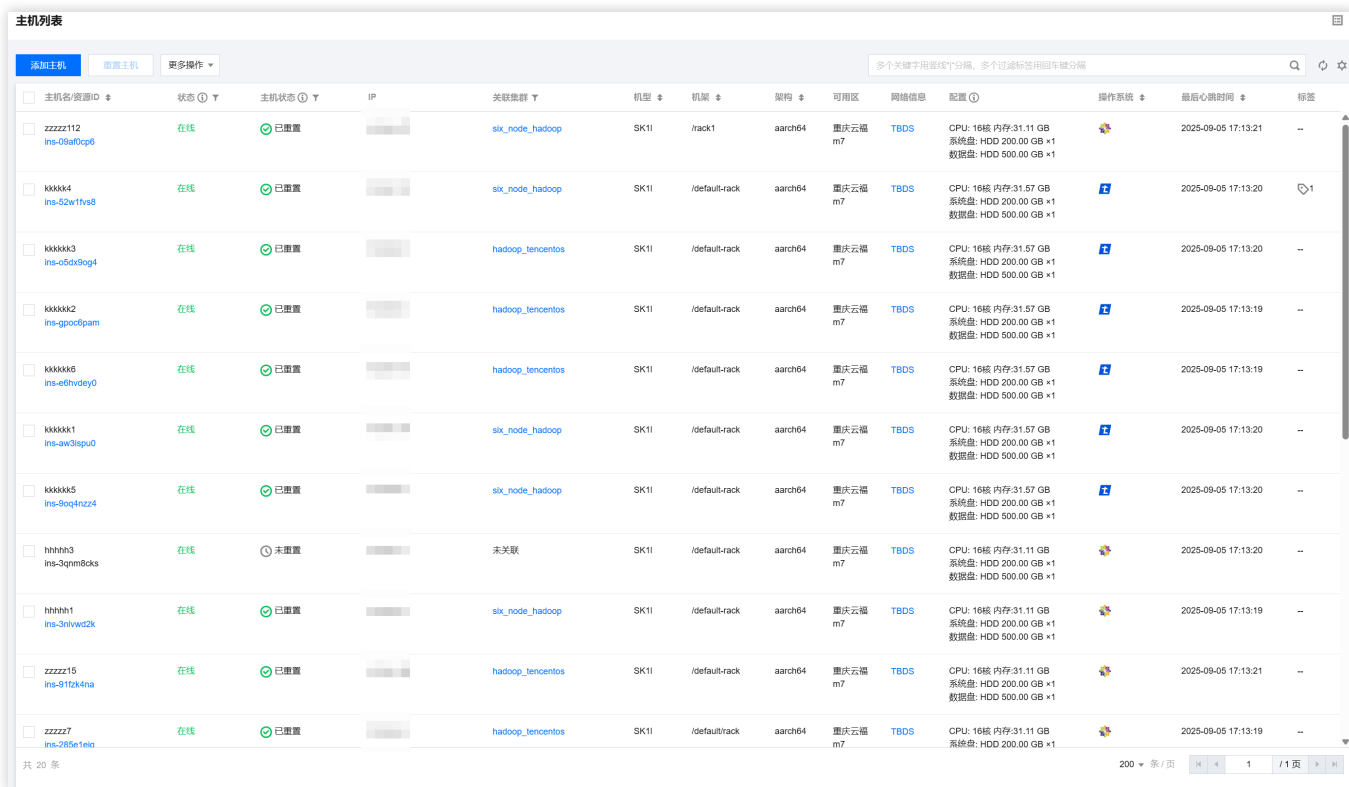 主机列表
添加主机 重置主机 更多操作 多个关键字用竖线"|"分隔，多个过滤标签用回车键分隔
主机名/资源ID 状态 主机状态 IP 关联集群 机型 机架 架构 可用区 网络信息 配置 操作系统 最后心跳时间 标签
zzzzz112 在线 已重置 six_node_hadoop SK1I /rack1 aarch64 重庆云福 TBDS CPU: 16核 内存:31.11 GB 2025-09-05 17:13:21 --
ins-09af0cp6 m7 系统盘: HDD 200.00 GB ×1
数据盘: HDD 500.00 GB ×1
kkkkk4 在线 已重置 six_node_hadoop SK1I /default-rack aarch64 重庆云福 TBDS CPU: 16核 内存:31.57 GB 2025-09-05 17:13:20 1
ins-52w1fvs8 m7 系统盘: HDD 200.00 GB ×1
数据盘: HDD 500.00 GB ×1
kkkkkk3 在线 已重置 hadoop_tencentos SK1I /default-rack aarch64 重庆云福 TBDS CPU: 16核 内存:31.57 GB 2025-09-05 17:13:20 --
ins-o5dx9og4 m7 系统盘: HDD 200.00 GB ×1
数据盘: HDD 500.00 GB ×1
kkkkkk2 在线 已重置 hadoop_tencentos SK1I /default-rack aarch64 重庆云福 TBDS CPU: 16核 内存:31.57 GB 2025-09-05 17:13:19 --
ins-gpoc6pam m7 系统盘: HDD 200.00 GB ×1
数据盘: HDD 500.00 GB ×1
kkkkkk6 在线 已重置 hadoop_tencentos SK1I /default-rack aarch64 重庆云福 TBDS CPU: 16核 内存:31.57 GB 2025-09-05 17:13:19 --
ins-e6hvdey0 m7 系统盘: HDD 200.00 GB ×1
数据盘: HDD 500.00 GB ×1
kkkkkk1 在线 已重置 six_node_hadoop SK1I /default-rack aarch64 重庆云福 TBDS CPU: 16核 内存:31.57 GB 2025-09-05 17:13:20 --
ins-aw3ispu0 m7 系统盘: HDD 200.00 GB ×1
数据盘: HDD 500.00 GB ×1
kkkkkk5 在线 已重置 six_node_hadoop SK1I /default-rack aarch64 重庆云福 TBDS CPU: 16核 内存:31.57 GB 2025-09-05 17:13:20 --
ins-9oq4nzz4 m7 系统盘: HDD 200.00 GB ×1
数据盘: HDD 500.00 GB ×1
hhhhh3 在线 未重置 未关联 SK1I /default-rack aarch64 重庆云福 TBDS CPU: 16核 内存:31.11 GB 2025-09-05 17:13:20 --
ins-3qnm8cks m7 系统盘: HDD 200.00 GB ×1
数据盘: HDD 500.00 GB ×1
hhhhh1 在线 已重置 six_node_hadoop SK1I /default-rack aarch64 重庆云福 TBDS CPU: 16核 内存:31.11 GB 2025-09-05 17:13:19 --
ins-3nlvwd2k m7 系统盘: HDD 200.00 GB ×1
数据盘: HDD 500.00 GB ×1
zzzzz15 在线 已重置 hadoop_tencentos SK1I /default-rack aarch64 重庆云福 TBDS CPU: 16核 内存:31.11 GB 2025-09-05 17:13:21 --
ins-91fzk4na m7 系统盘: HDD 200.00 GB ×1
数据盘: HDD 500.00 GB ×1
zzzzz7 在线 已重置 hadoop_tencentos SK1I /default/rack aarch64 重庆云福 TBDS CPU: 16核 内存:31.11 GB 2025-09-05 17:13:19 --
ins-285e1eig m7 系统盘: HDD 200.00 GB ×1
共 20 条 200 条/页 1 /1 页